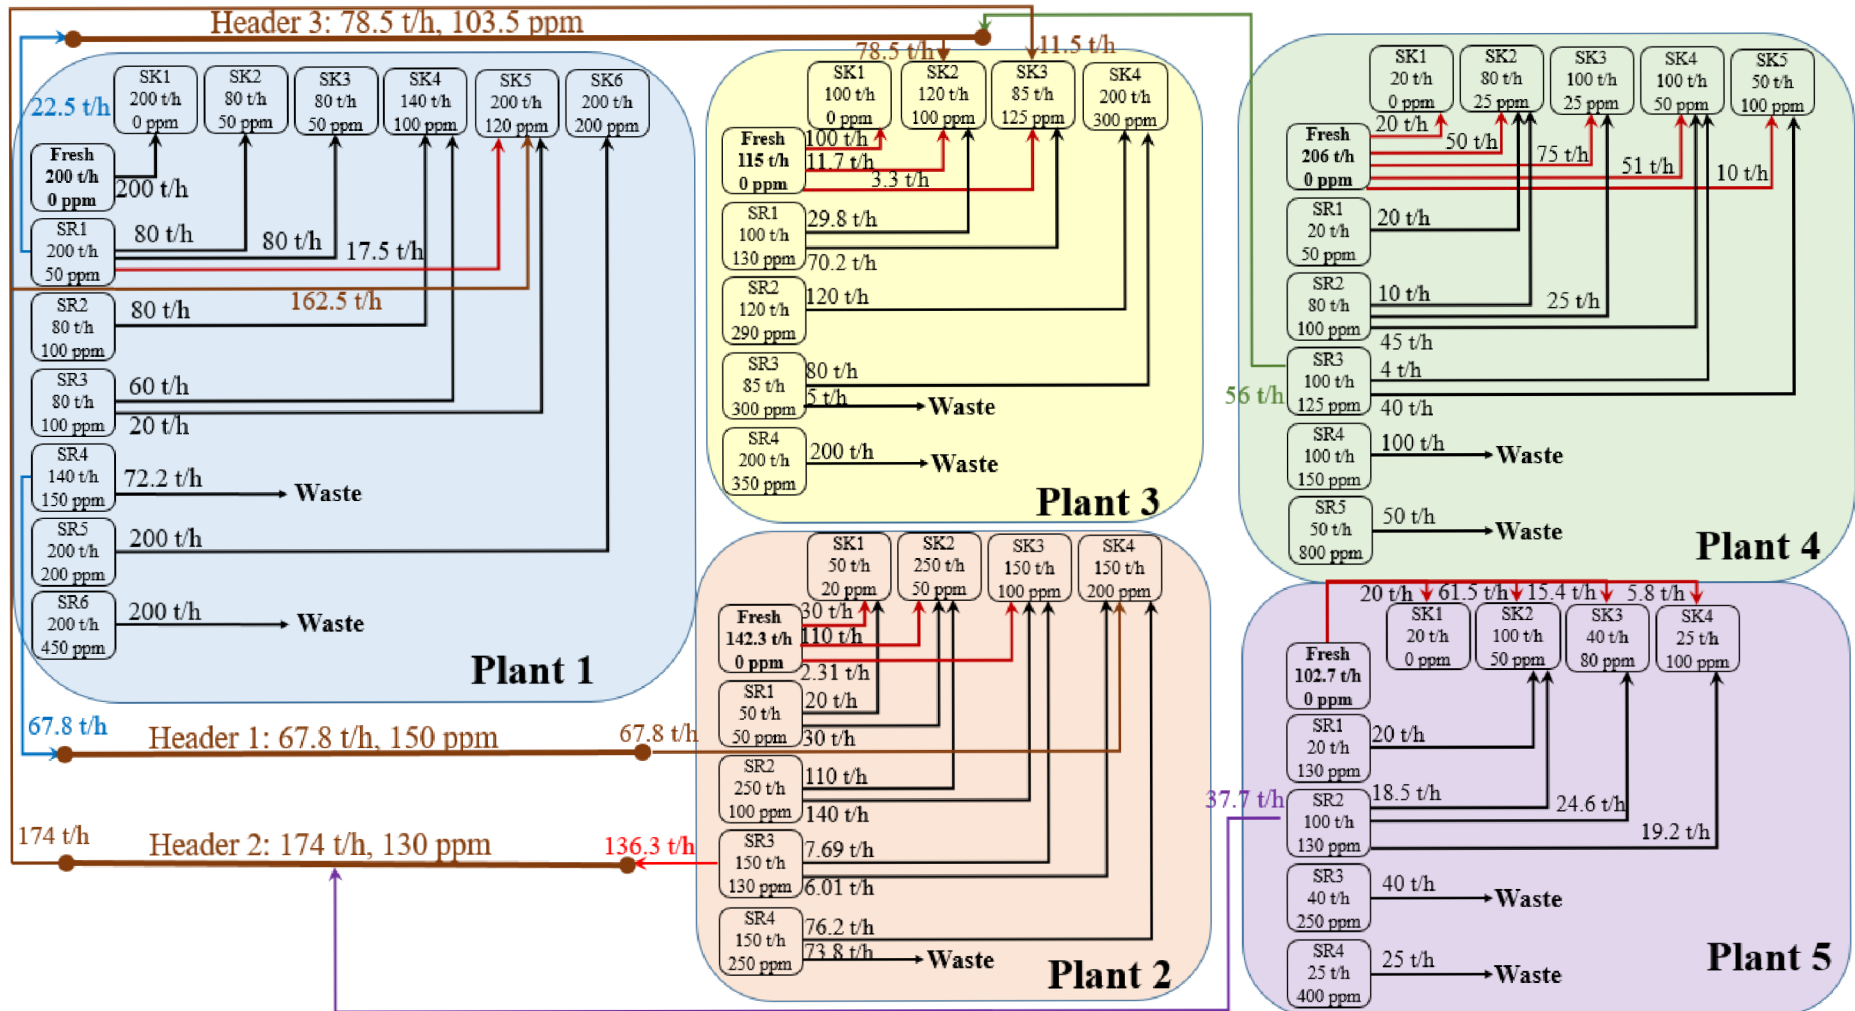 Header 3: 78.5 t/h, 103.5 ppm
78.5 t/h
11.5 t/h
22.5 t/h
SK1
200 t/h
0 ppm
SK2
80 t/h
50 ppm
SK3
80 t/h
50 ppm
SK4
140 t/h
100 ppm
SK5
200 t/h
120 ppm
SK6
200 t/h
200 ppm
Fresh
200 t/h
0 ppm
200 t/h
SR1
200 t/h
50 ppm
80 t/h
80 t/h
17.5 t/h
162.5 t/h
SR2
80 t/h
100 ppm
80 t/h
SR3
80 t/h
100 ppm
60 t/h
20 t/h
SR4
140 t/h
150 ppm
72.2 t/h
Waste
SR5
200 t/h
200 ppm
200 t/h
SR6
200 t/h
450 ppm
200 t/h
Waste
Plant 1
67.8 t/h
Header 1: 67.8 t/h, 150 ppm
67.8 t/h
174 t/h
Header 2: 174 t/h, 130 ppm
136.3 t/h
SK1
100 t/h
0 ppm
SK2
120 t/h
100 ppm
SK3
85 t/h
125 ppm
SK4
200 t/h
300 ppm
Fresh
115 t/h
0 ppm
100 t/h
11.7 t/h
3.3 t/h
SR1
100 t/h
130 ppm
29.8 t/h
70.2 t/h
SR2
120 t/h
290 ppm
120 t/h
SR3
85 t/h
300 ppm
80 t/h
5 t/h
Waste
SR4
200 t/h
350 ppm
200 t/h
Waste
Plant 3
SK1
50 t/h
20 ppm
SK2
250 t/h
50 ppm
SK3
150 t/h
100 ppm
SK4
150 t/h
200 ppm
Fresh
142.3 t/h
0 ppm
30 t/h
110 t/h
2.31 t/h
SR1
50 t/h
50 ppm
20 t/h
30 t/h
SR2
250 t/h
100 ppm
110 t/h
140 t/h
SR3
150 t/h
130 ppm
7.69 t/h
6.01 t/h
SR4
150 t/h
250 ppm
76.2 t/h
73.8 t/h
Waste
Plant 2
SK1
20 t/h
0 ppm
SK2
80 t/h
25 ppm
SK3
100 t/h
25 ppm
SK4
100 t/h
50 ppm
SK5
50 t/h
100 ppm
Fresh
206 t/h
0 ppm
20 t/h
50 t/h
75 t/h
51 t/h
10 t/h
SR1
20 t/h
50 ppm
20 t/h
SR2
80 t/h
100 ppm
10 t/h
25 t/h
45 t/h
56 t/h
SR3
100 t/h
125 ppm
4 t/h
40 t/h
SR4
100 t/h
150 ppm
100 t/h
Waste
SR5
50 t/h
800 ppm
50 t/h
Waste
Plant 4
20 t/h
61.5 t/h
15.4 t/h
5.8 t/h
SK1
20 t/h
0 ppm
SK2
100 t/h
50 ppm
SK3
40 t/h
80 ppm
SK4
25 t/h
100 ppm
Fresh
102.7 t/h
0 ppm
SR1
20 t/h
130 ppm
20 t/h
37.7 t/h
SR2
100 t/h
130 ppm
18.5 t/h
24.6 t/h
19.2 t/h
SR3
40 t/h
250 ppm
40 t/h
Waste
SR4
25 t/h
400 ppm
25 t/h
Waste
Plant 5